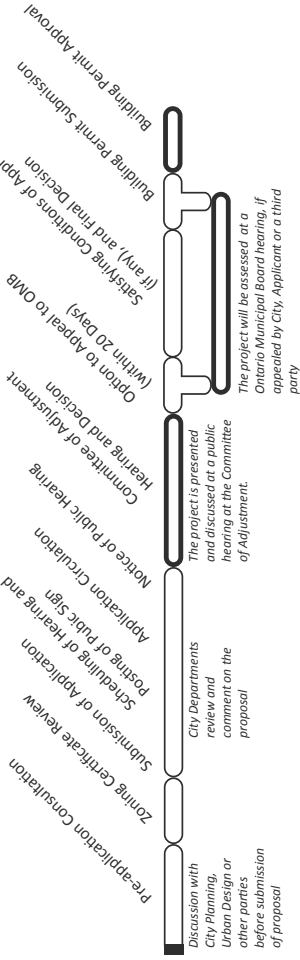 Pre-application Consultation
Zoning Certificate Review
Submission of Application
Scheduling of Hearing and
Posting of Pubic Sign
Application Circulation
Notice of Public Hearing
Committee of Adjustment
Hearing and Decision
Option to Appeal to OMB
(within 20 Days)
Satisfying Conditions of
(if any), and Final Decision
Building Permit Submission
Building Permit Approval
Discussion with
City Planning,
Urban Design or
other parties
before submission
of proposal
City Departments
review and
comment on the
proposal
The project is presented
and discussed at a public
hearing at the Committee
of Adjustment.
The project will be assessed at a
Ontario Municipal Board hearing, if
appealed by City, Applicant or a third
party